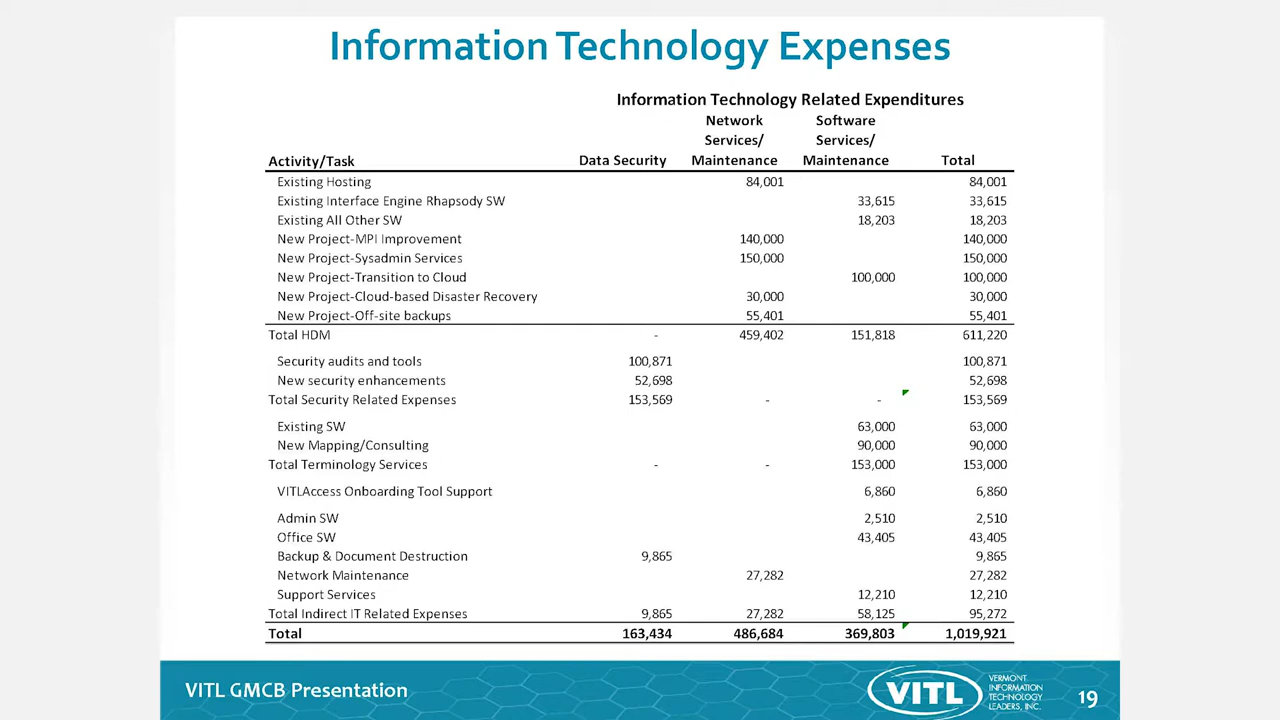 Information Technology Expenses
Information Technology Related Expenditures
Network Software
Services/ Services/
Activity/Task Data Security Maintenance Maintenance Total
Existing Hosting 84,001 84,001
Existing Interface Engine Rhapsody SW 33,615 33,615
Existing All Other SW 18,203 18,203
New Project-MPI Improvement 140,000 140,000
New Project-Sysadmin Services 150,000 150,000
New Project-Transition to Cloud 100,000 100,000
New Project-Cloud-based Disaster Recovery 30,000 30,000
New Project-Off-site backups 55,401 55,401
Total HDM - 459,402 151,818 611,220
Security audits and tools 100,871 100,871
New security enhancements 52,698 52,698
Total Security Related Expenses 153,569 - - 153,569
Existing SW 63,000 63,000
New Mapping/Consulting 90,000 90,000
Total Terminology Services - - 153,000 153,000
VITLAccess Onboarding Tool Support 6,860 6,860
Admin SW 2,510 2,510
Office SW 43,405 43,405
Backup & Document Destruction 9,865 9,865
Network Maintenance 27,282 27,282
Support Services 12,210 12,210
Total Indirect IT Related Expenses 9,865 27,282 58,125 95,272
Total 163,434 486,684 369,803 1,019,921
VITL GMCB Presentation
VITL
VERMONT
INFORMATION
TECHNOLOGY
LEADERS, INC.
19